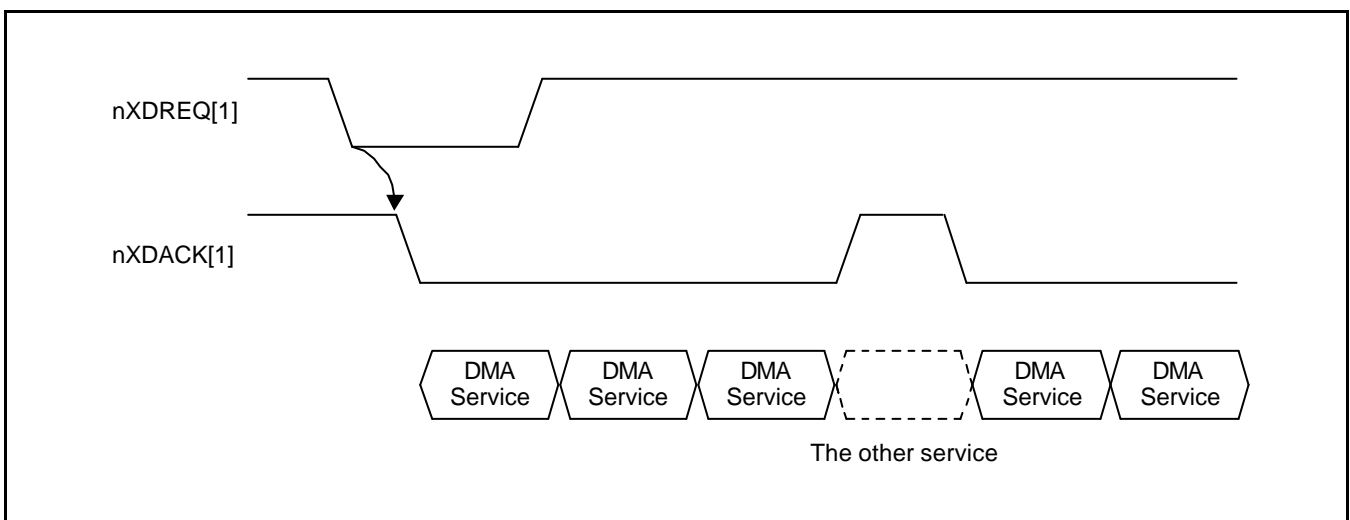 nXDREQ[1]
nXDACK[1]
DMA
Service
DMA
Service
DMA
Service
DMA
Service
DMA
Service
The other service